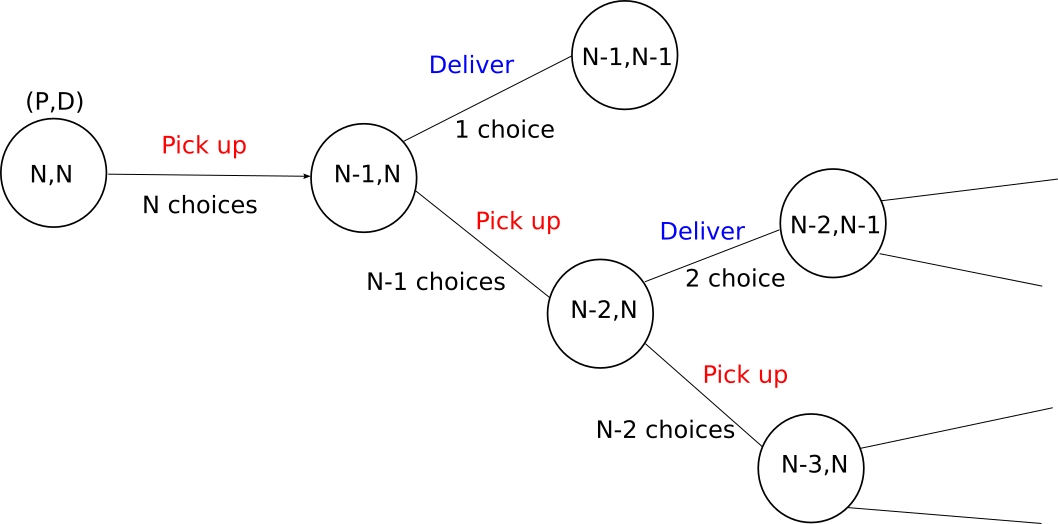 (P,D)
N,N
Pick up
N choices
N-1,N
Deliver
1 choice
N-1,N-1
Pick up
N-1 choices
N-2,N
Deliver
2 choice
N-2,N-1
Pick up
N-2 choices
N-3,N